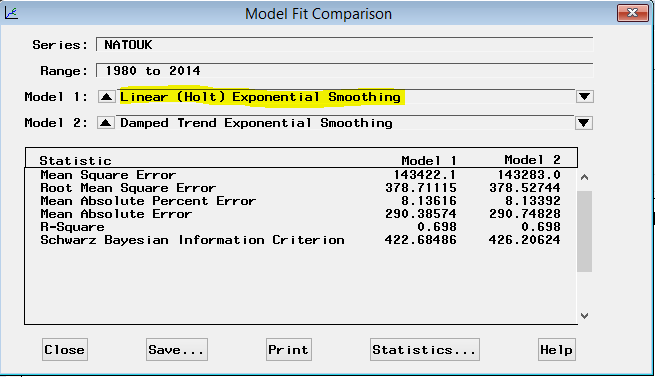 Model Fit Comparison
Series: NATOUK
Range: 1980 to 2014
Model 1: Linear (Holt) Exponential Smoothing
Model 2: Damped Trend Exponential Smoothing
Statistic Model 1 Model 2
Mean Square Error 143422.1 143283.0
Root Mean Square Error 378.71115 378.52744
Mean Absolute Percent Error 8.13616 8.13392
Mean Absolute Error 290.38574 290.74828
R-Square 0.698 0.698
Schwarz Bayesian Information Criterion 422.68486 426.20624
Close Save... Print Statistics... Help